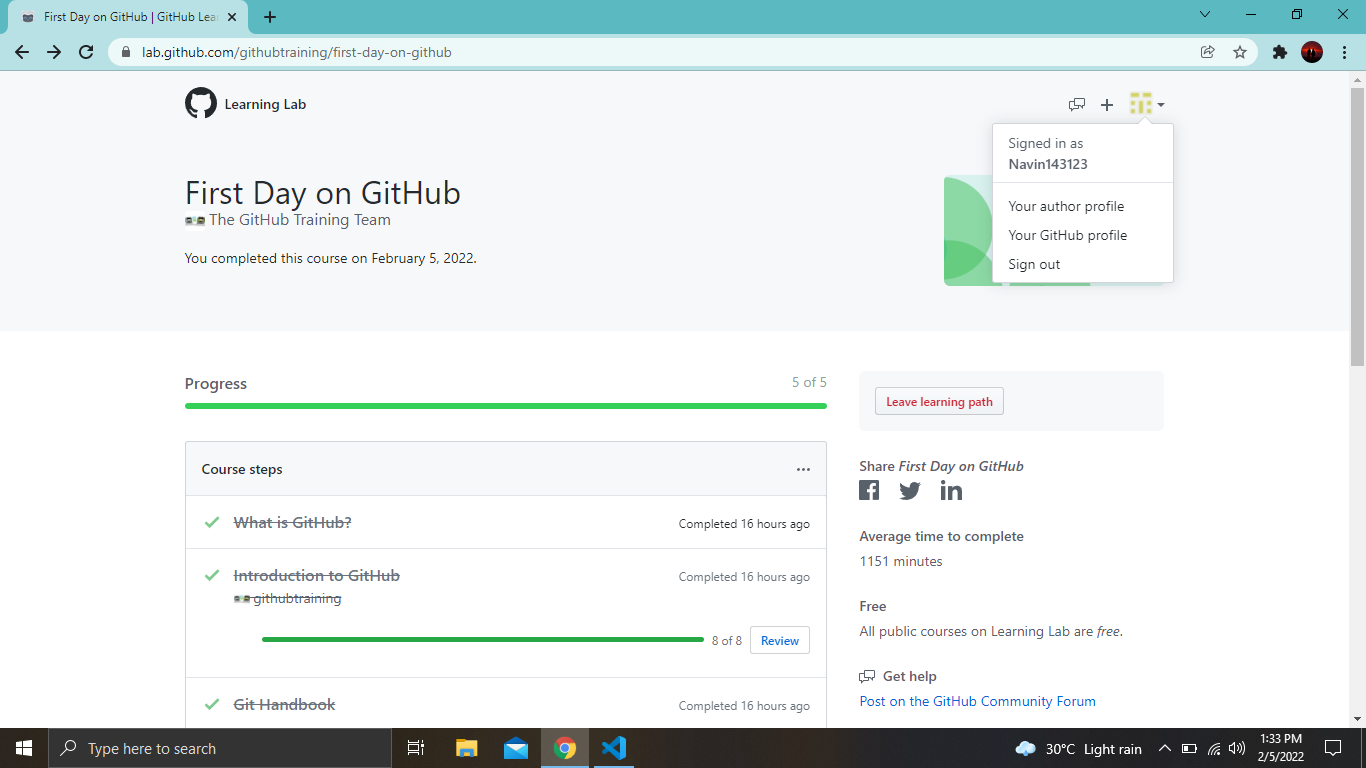 First Day on GitHub | GitHub Lea
lab.github.com/githubtraining/first-day-on-github
Learning Lab
Signed in as
Navin143123
Your author profile
Your GitHub profile
Sign out
First Day on GitHub
The GitHub Training Team
You completed this course on February 5, 2022.
Progress
5 of 5
Leave learning path
Course steps
What is GitHub?
Completed 16 hours ago
Introduction to GitHub
Completed 16 hours ago
githubtraining
8 of 8
Review
Git Handbook
Completed 16 hours ago
Share First Day on GitHub
Average time to complete
1151 minutes
Free
All public courses on Learning Lab are free.
Get help
Post on the GitHub Community Forum
Type here to search
30°C Light rain
1:33 PM
2/5/2022